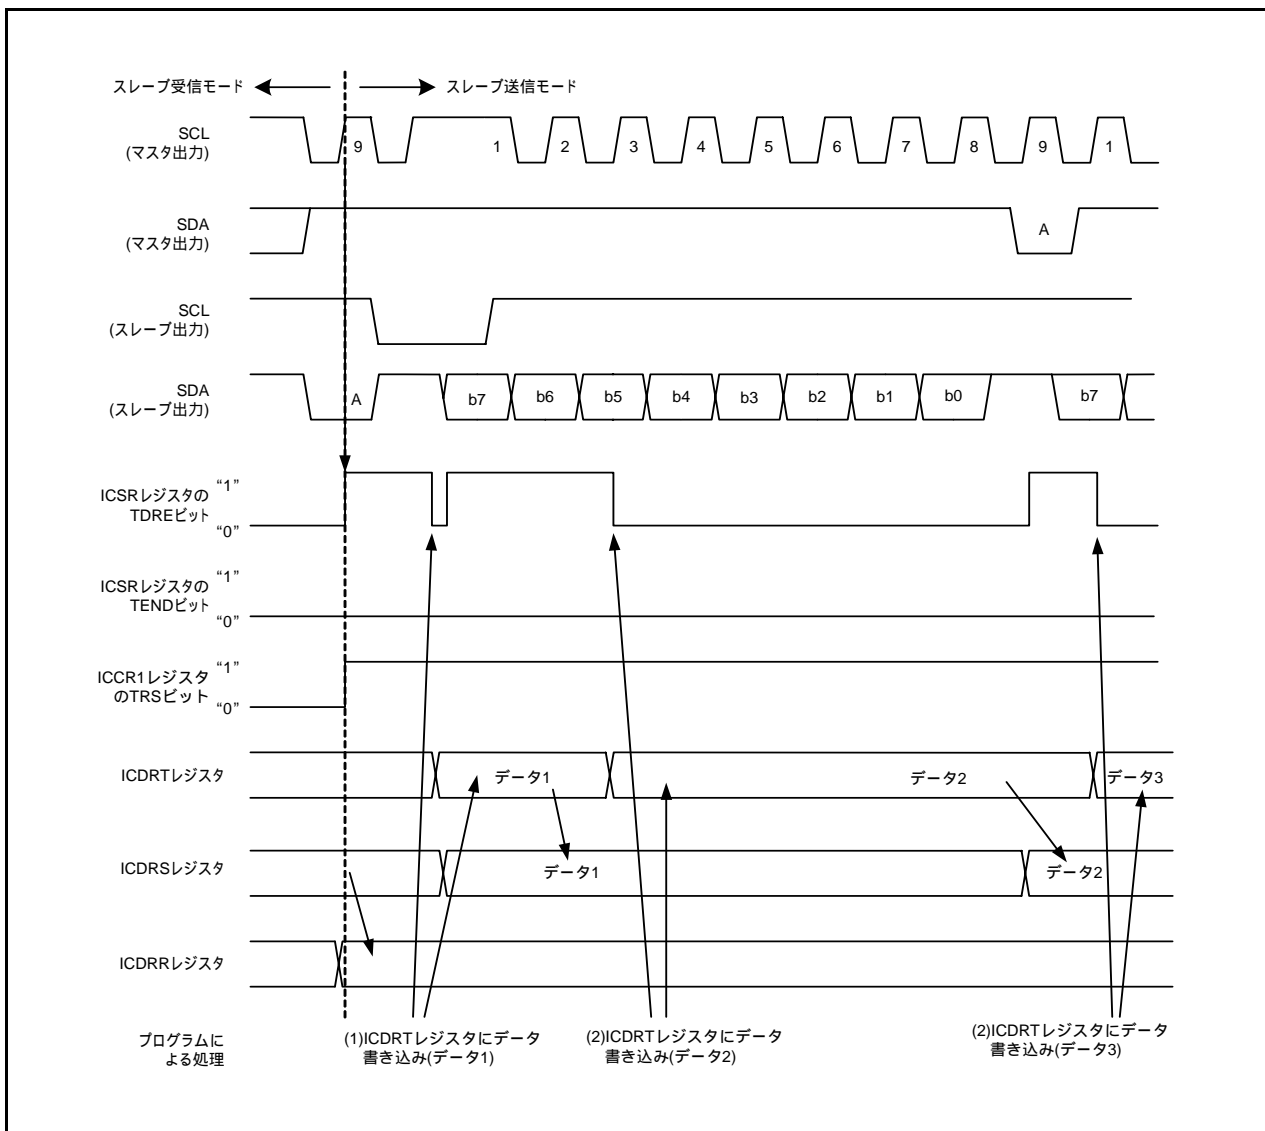 スレーブ受信モード
スレーブ送信モード
SCL
(マスタ出力)
9
1
2
3
4
5
6
7
8
9
1
SDA
(マスタ出力)
A
SCL
(スレーブ出力)
SDA
(スレーブ出力)
A
b7
b6
b5
b4
b3
b2
b1
b0
b7
ICSRレジスタの
TDREビット
“1”
“0”
ICSRレジスタの
TENDビット
“1”
“0”
ICCR1レジスタ
のTRSビット
“1”
“0”
ICDRTレジスタ
データ1
データ2
データ3
ICDRSレジスタ
データ1
データ2
ICDRRレジスタ
プログラムに
よる処理
(1)ICDRTレジスタにデータ
書き込み(データ1)
(2)ICDRTレジスタにデータ
書き込み(データ2)
(2)ICDRTレジスタにデータ
書き込み(データ3)